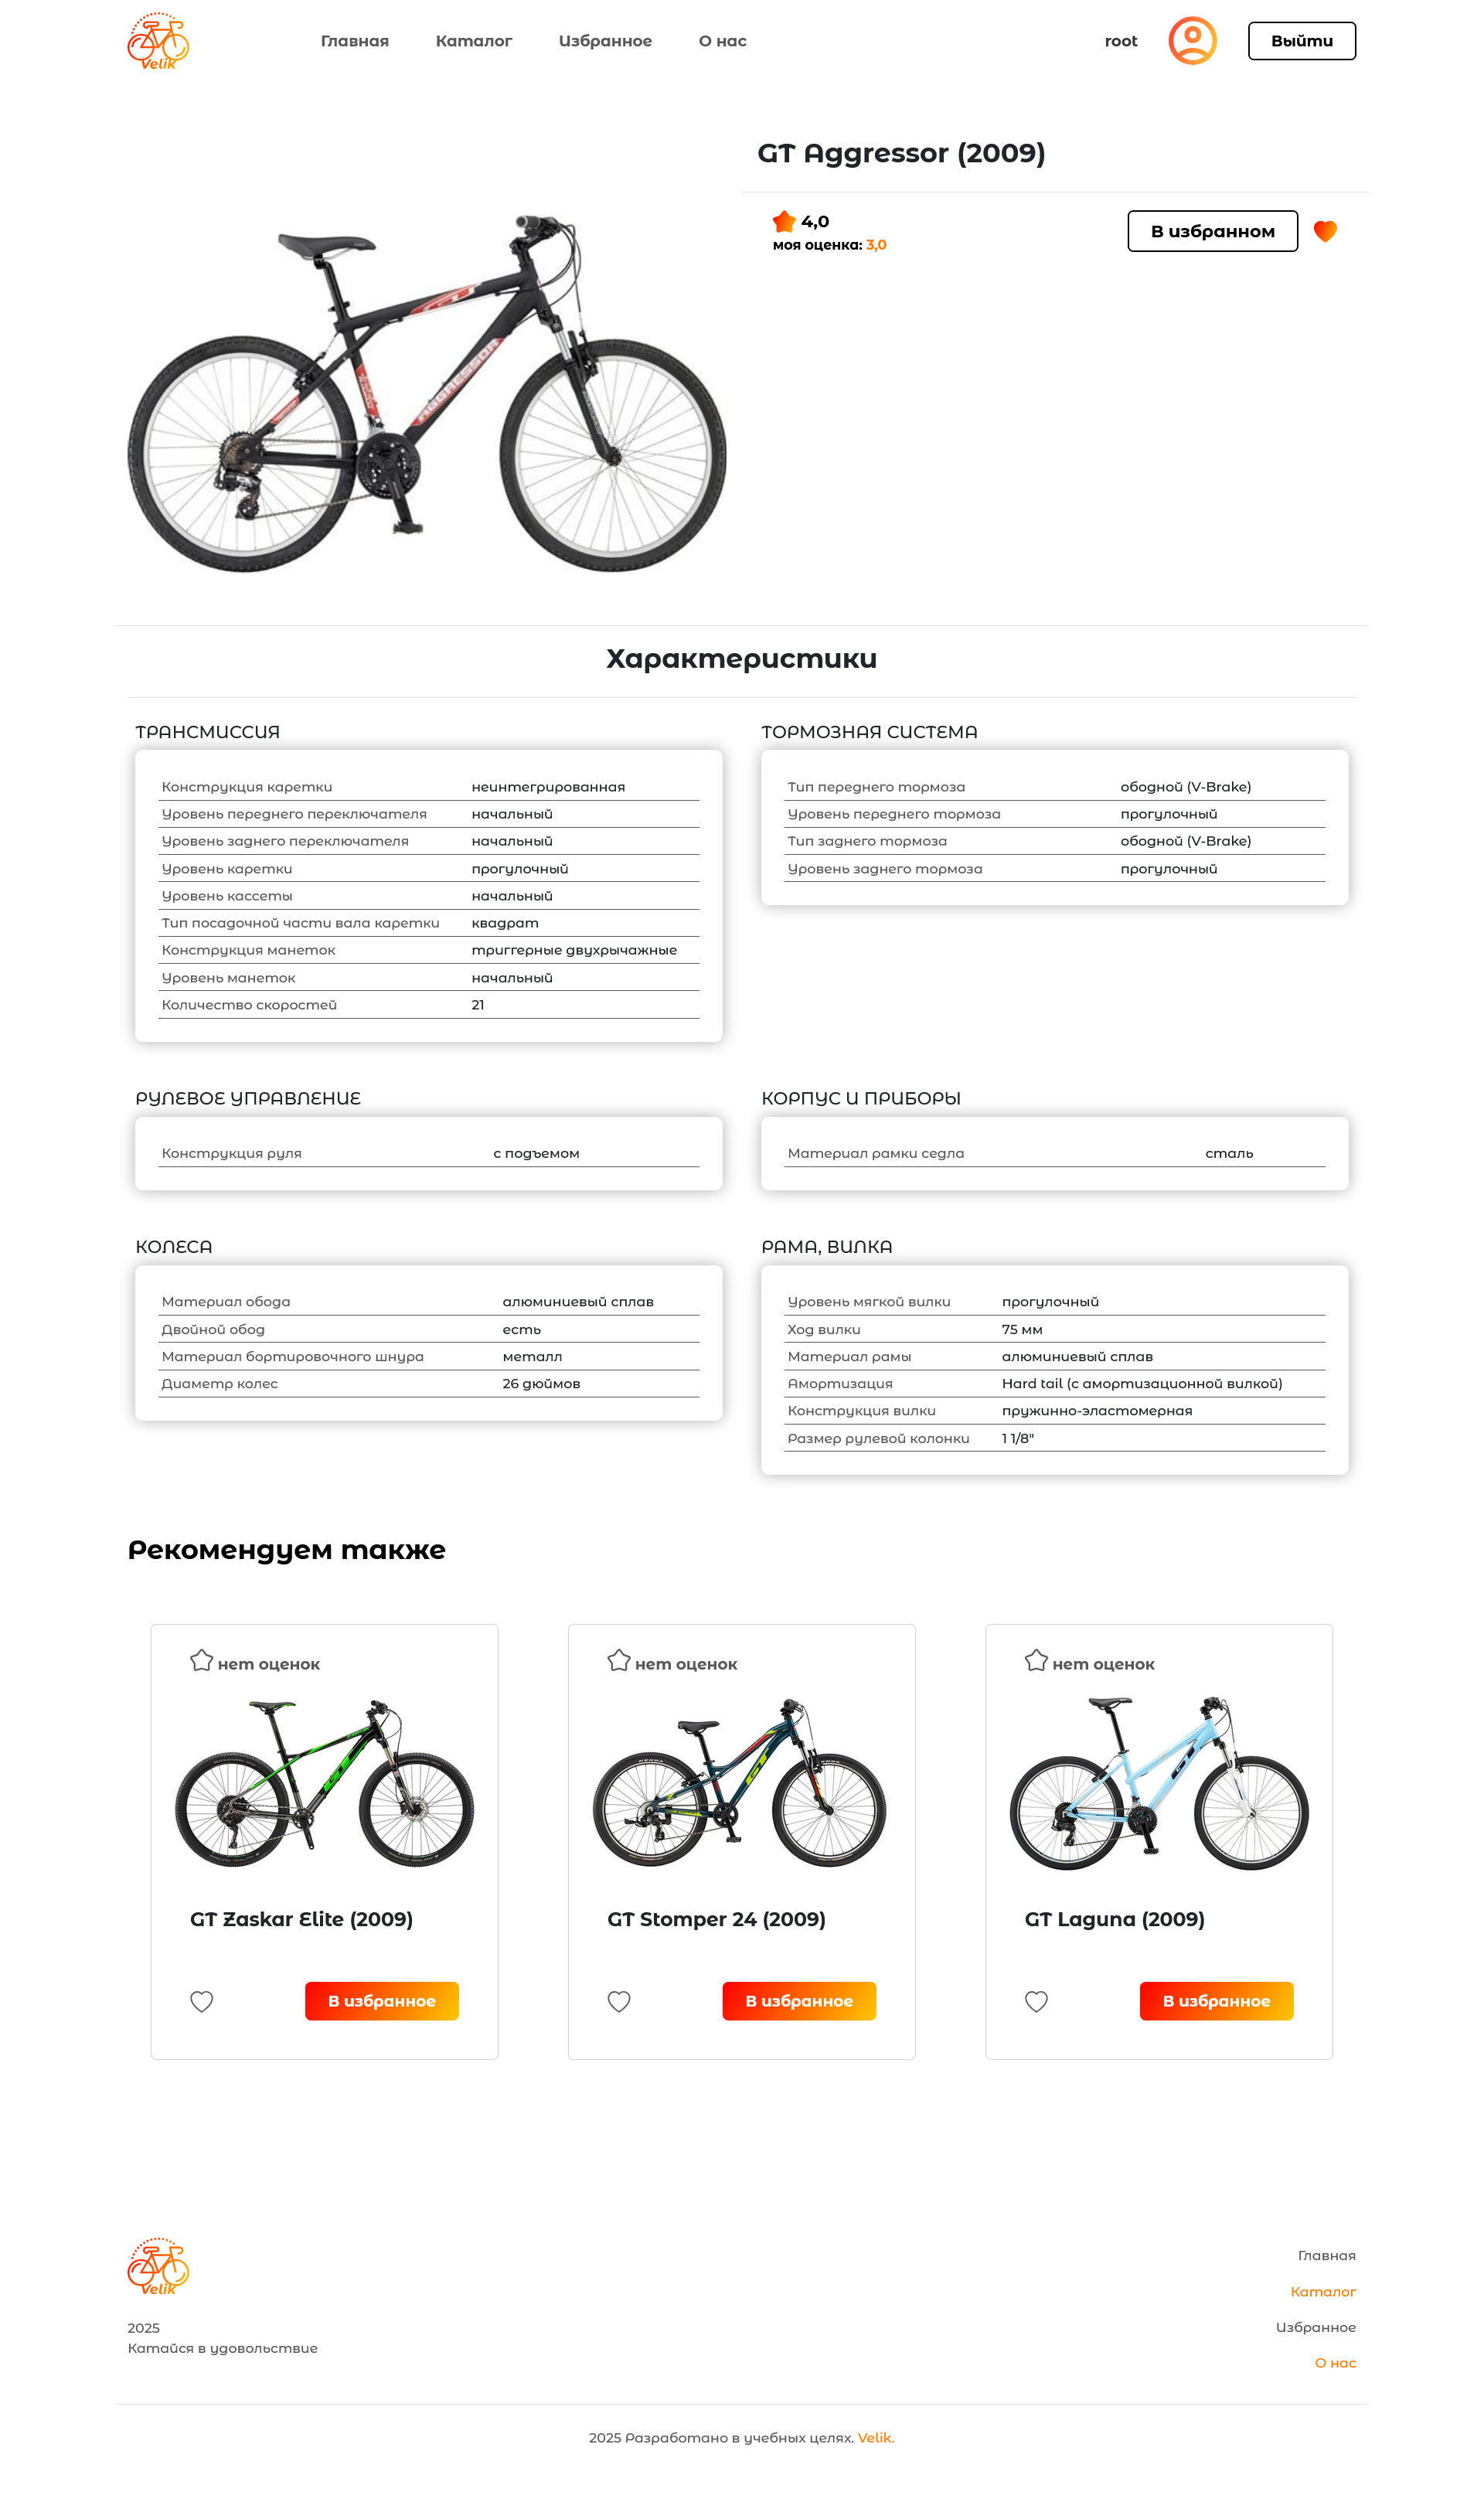 Velik
Главная Каталог Избранное О нас root Выйти
GT Aggressor (2009)
4,0
моя оценка: 3,0
В избранном
GT
AGGRESSOR
Характеристики
ТРАНСМИССИЯ
Конструкция каретки неинтегрированная
Уровень переднего переключателя начальный
Уровень заднего переключателя начальный
Уровень каретки прогулочный
Уровень кассеты начальный
Тип посадочной части вала каретки квадрат
Конструкция манеток триггерные двухрычажные
Уровень манеток начальный
Количество скоростей 21
ТОРМОЗНАЯ СИСТЕМА
Тип переднего тормоза ободной (V-Brake)
Уровень переднего тормоза прогулочный
Тип заднего тормоза ободной (V-Brake)
Уровень заднего тормоза прогулочный
РУЛЕВОЕ УПРАВЛЕНИЕ
Конструкция руля с подъемом
КОРПУС И ПРИБОРЫ
Материал рамки седла сталь
КОЛЕСА
Материал обода алюминиевый сплав
Двойной обод есть
Материал бортировочного шнура металл
Диаметр колес 26 дюймов
РАМА, ВИЛКА
Уровень мягкой вилки прогулочный
Ход вилки 75 мм
Материал рамы алюминиевый сплав
Амортизация Hard tail (с амортизационной вилкой)
Конструкция вилки пружинно-эластомерная
Размер рулевой колонки 1 1/8"
Рекомендуем также
нет оценок
GT
GT Zaskar Elite (2009)
В избранное
нет оценок
KENDA
GT
GT Stomper 24 (2009)
В избранное
нет оценок
GT
GT Laguna (2009)
В избранное
Velik
2025
Катайся в удовольствие
Главная
Каталог
Избранное
О нас
2025 Разработано в учебных целях. Velik.